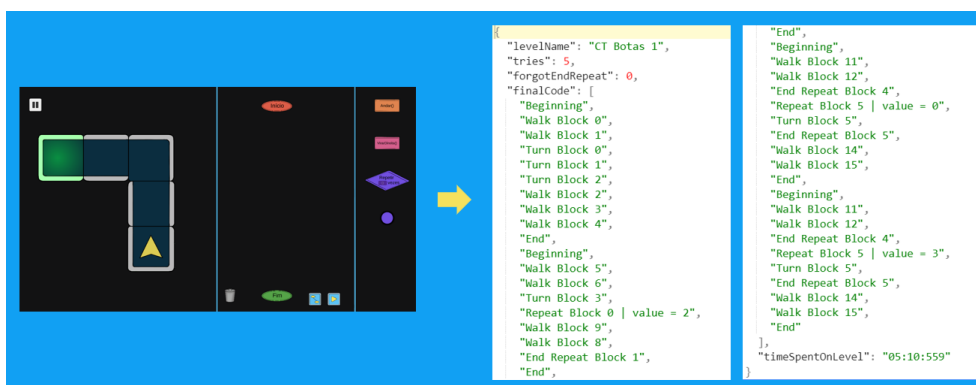 Início
Fim
{
"levelName": "CT Botas 1",
"tries": 5,
"forgotEndRepeat": 0,
"finalCode": [
"Beginning",
"Walk Block 0",
"Walk Block 1",
"Turn Block 0",
"Turn Block 1",
"Turn Block 2",
"Walk Block 2",
"Walk Block 3",
"Walk Block 4",
"End",
"Beginning",
"Walk Block 5",
"Walk Block 6",
"Turn Block 3",
"Repeat Block 0 | value = 2",
"Walk Block 9",
"Walk Block 8",
"End Repeat Block 1",
"End",
"End",
"Beginning",
"Walk Block 11",
"Walk Block 12",
"End Repeat Block 4",
"Repeat Block 5 | value = 0",
"Turn Block 5",
"End Repeat Block 5",
"Walk Block 14",
"Walk Block 15",
"End",
"Beginning",
"Walk Block 11",
"Walk Block 12",
"End Repeat Block 4",
"Repeat Block 5 | value = 3",
"Turn Block 5",
"End Repeat Block 5",
"Walk Block 14",
"Walk Block 15",
"End"
],
"timeSpentOnLevel": "05:10:559"
}